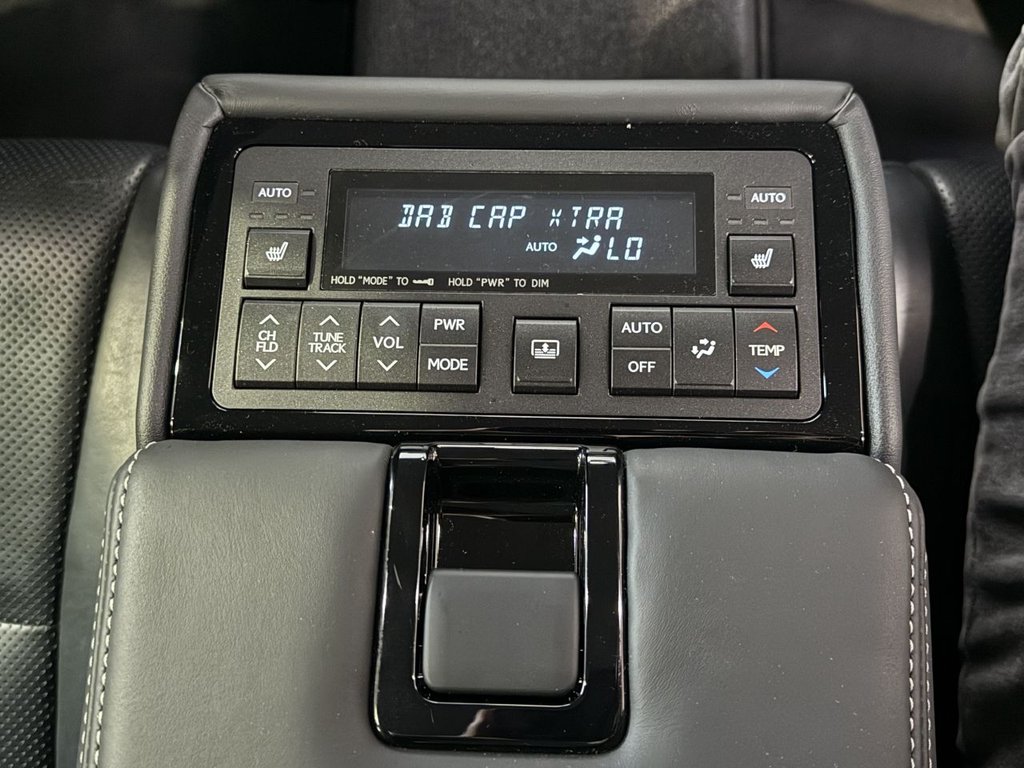 AUTO
AUTO
DAB CAP XTRA
AUTO LO
HOLD "MODE" TO HOLD "PWR" TO DIM
CH
FLD
TUNE
TRACK
VOL
PWR
MODE
AUTO
OFF
TEMP